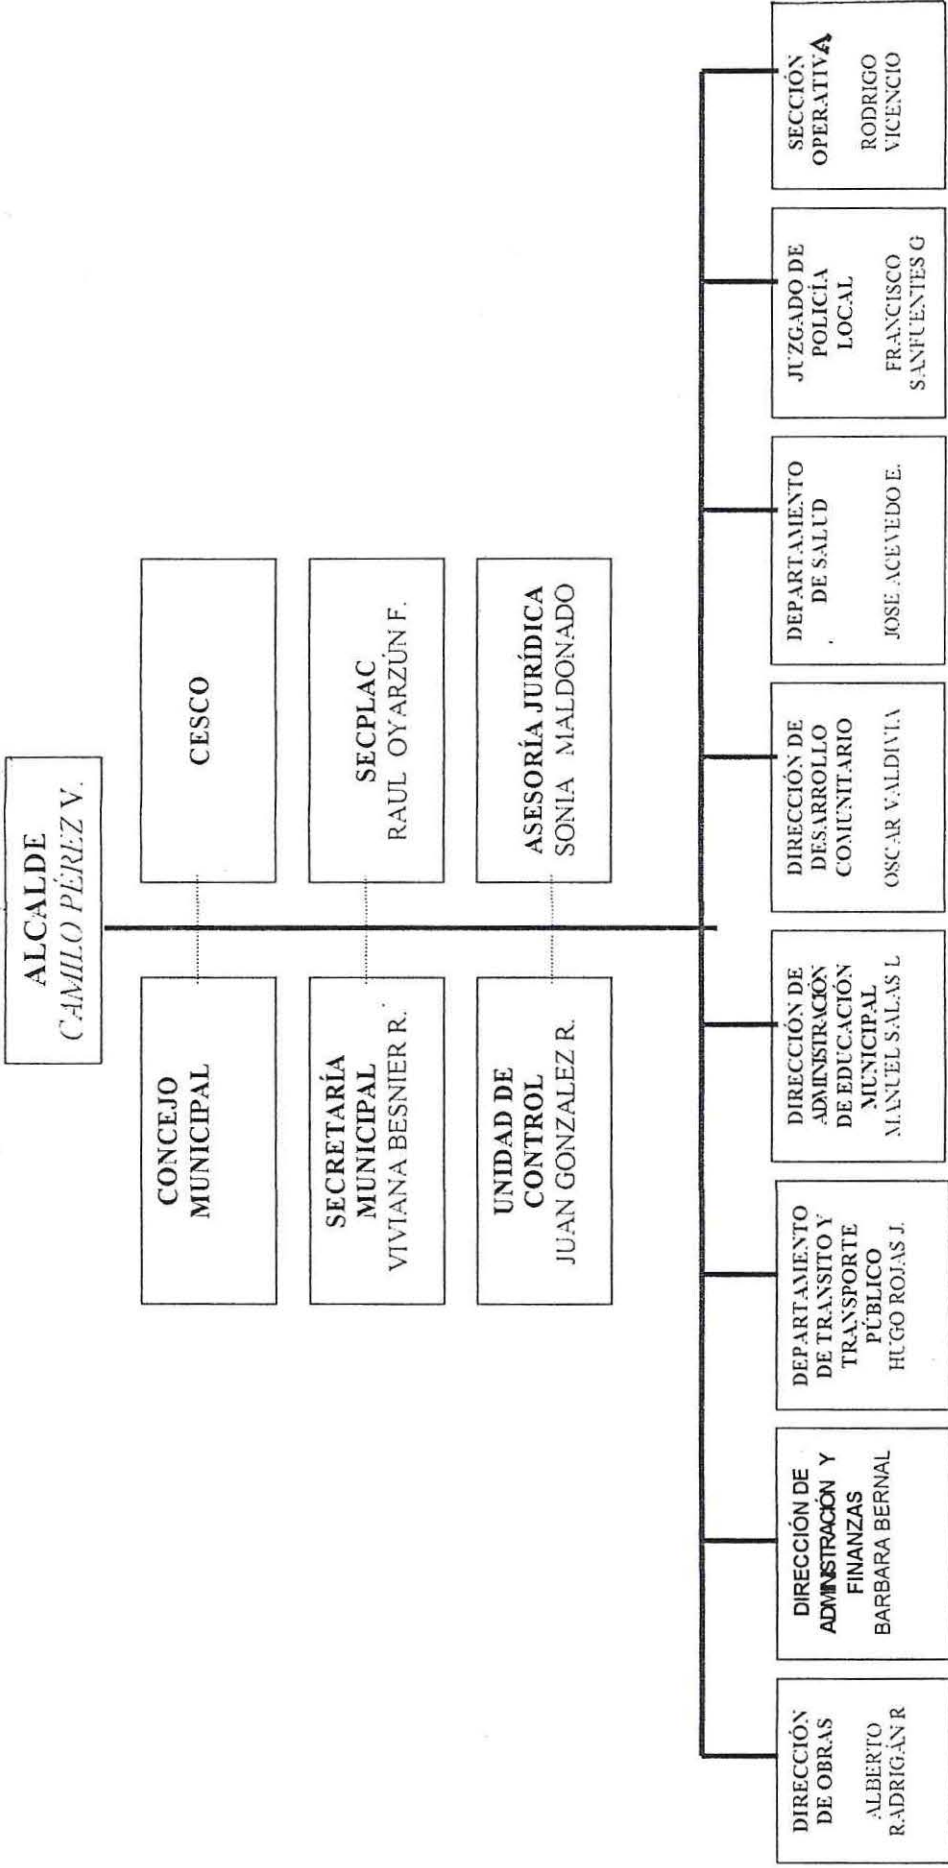 ALCALDE
CAMILO PÉREZ V.
CONCEJO
MUNICIPAL
CESCO
SECRETARÍA
MUNICIPAL
VIVIANA BESNIER R.
SECPLAC
RAUL OYARZÚN F.
UNIDAD DE
CONTROL
JUAN GONZALEZ R.
ASESORÍA JURÍDICA
SONIA MALDONADO
DIRECCIÓN
DE OBRAS
ALBERTO
RADRIGÁN R
DIRECCIÓN DE
ADMINISTRACIÓN Y
FINANZAS
BARBARA BERNAL
DEPARTAMENTO
DE TRANSITO Y
TRANSPORTE
PÚBLICO
HUGO ROJAS J.
DIRECCIÓN DE
ADMINISTRACIÓN
DE EDUCACIÓN
MUNICIPAL
MANUEL SALAS L
DIRECCIÓN DE
DESARROLLO
COMUNITARIO
OSCAR VALDIVIA
DEPARTAMENTO
DE SALUD
JOSE ACEVEDO E.
JUZGADO DE
POLICÍA
LOCAL
FRANCISCO
SANFUENTES G
SECCIÓN
OPERATIVA
RODRIGO
VICENCIO